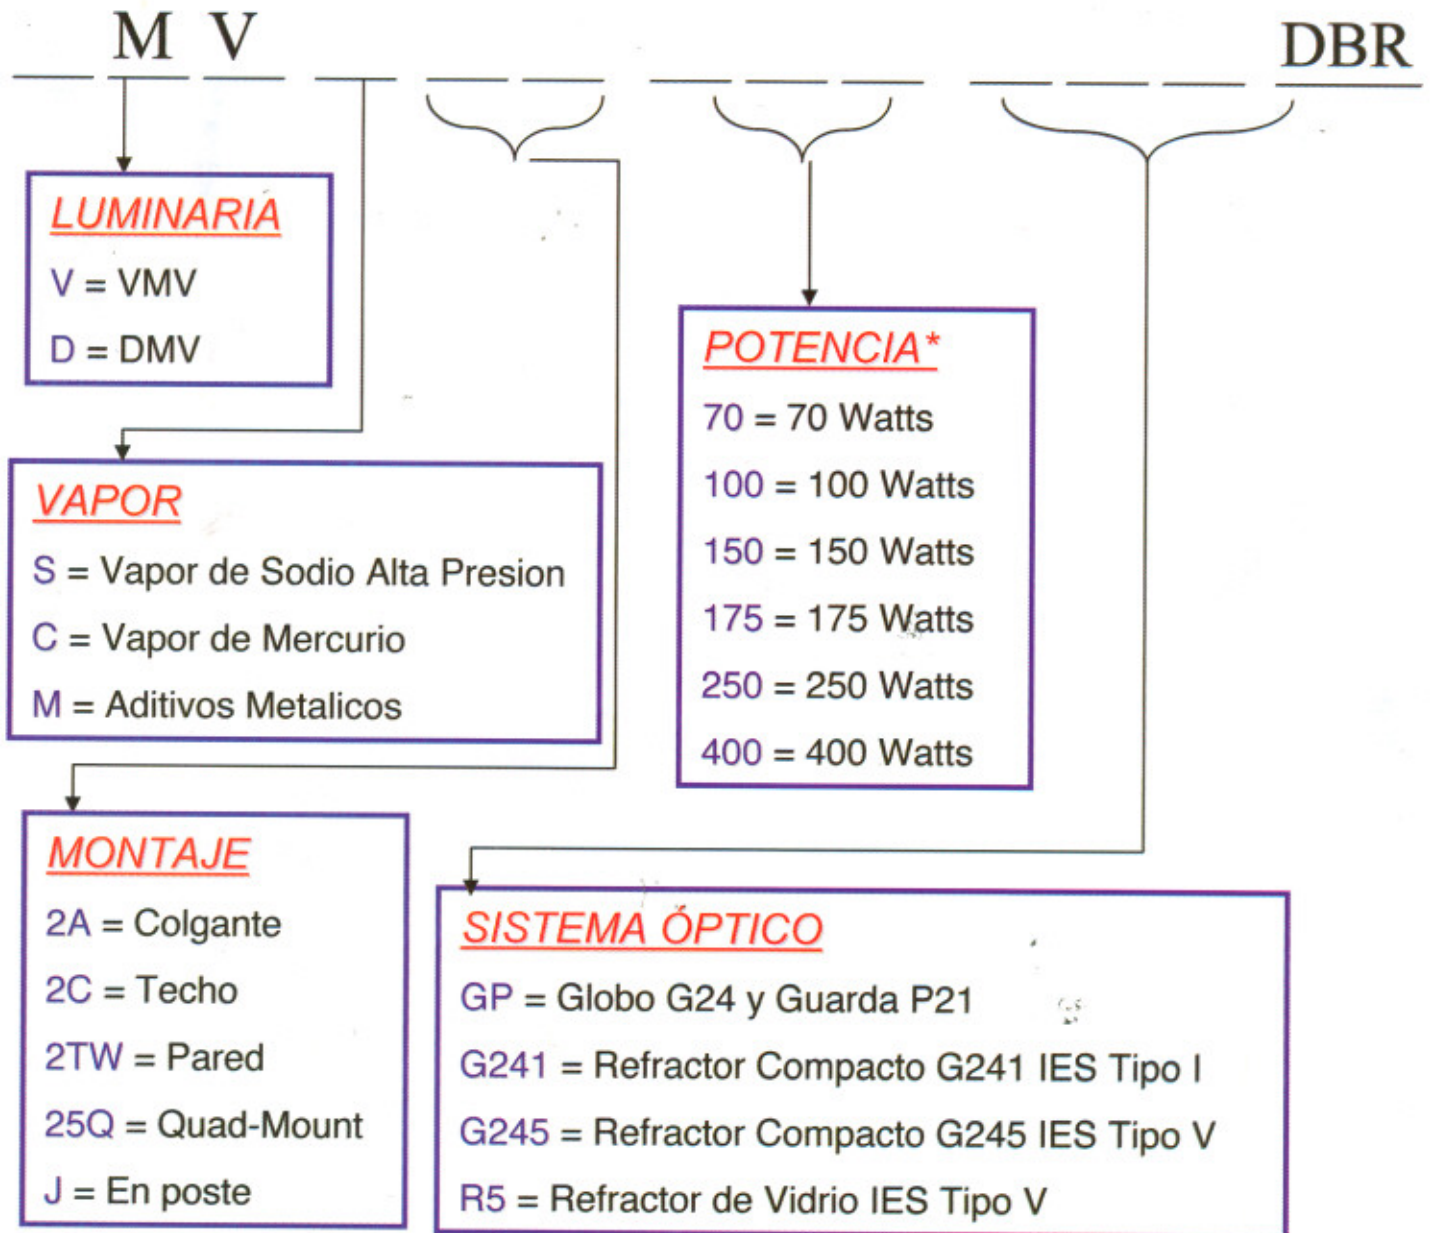 M V DBR
LUMINARIA
V = VMV
D = DMV
VAPOR
S = Vapor de Sodio Alta Presion
C = Vapor de Mercurio
M = Aditivos Metalicos
MONTAJE
2A = Colgante
2C = Techo
2TW = Pared
25Q = Quad-Mount
J = En poste
POTENCIA*
70 = 70 Watts
100 = 100 Watts
150 = 150 Watts
175 = 175 Watts
250 = 250 Watts
400 = 400 Watts
SISTEMA ÓPTICO
GP = Globo G24 y Guarda P21
G241 = Refractor Compacto G241 IES Tipo I
G245 = Refractor Compacto G245 IES Tipo V
R5 = Refractor de Vidrio IES Tipo V